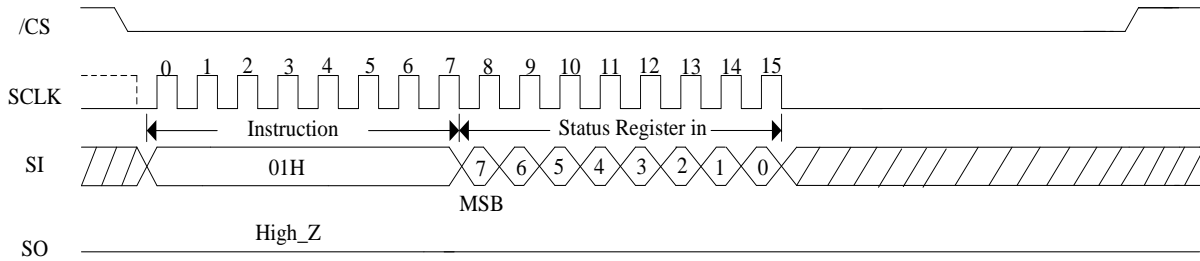 /CS
0 1 2 3 4 5 6 7 8 9 10 11 12 13 14 15
SCLK
Instruction Status Register in
SI 01H 7 6 5 4 3 2 1 0
MSB
High_Z
SO